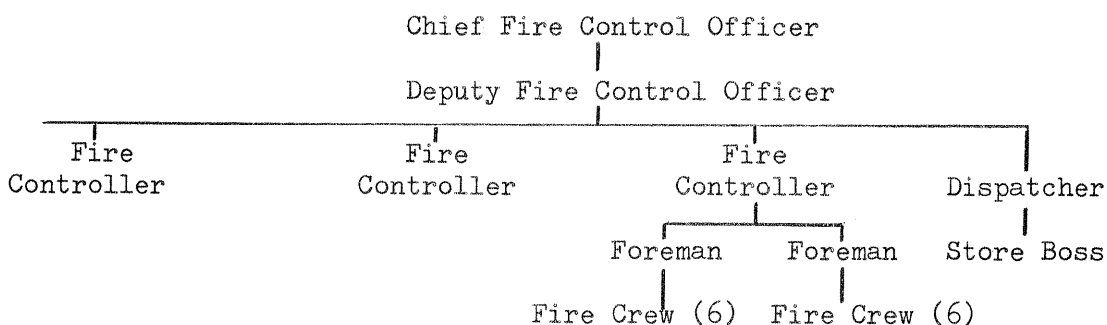 Chief Fire Control Officer
Deputy Fire Control Officer
Fire Controller
Fire Controller
Fire Controller
Dispatcher
Foreman Foreman Store Boss
Fire Crew (6) Fire Crew (6)